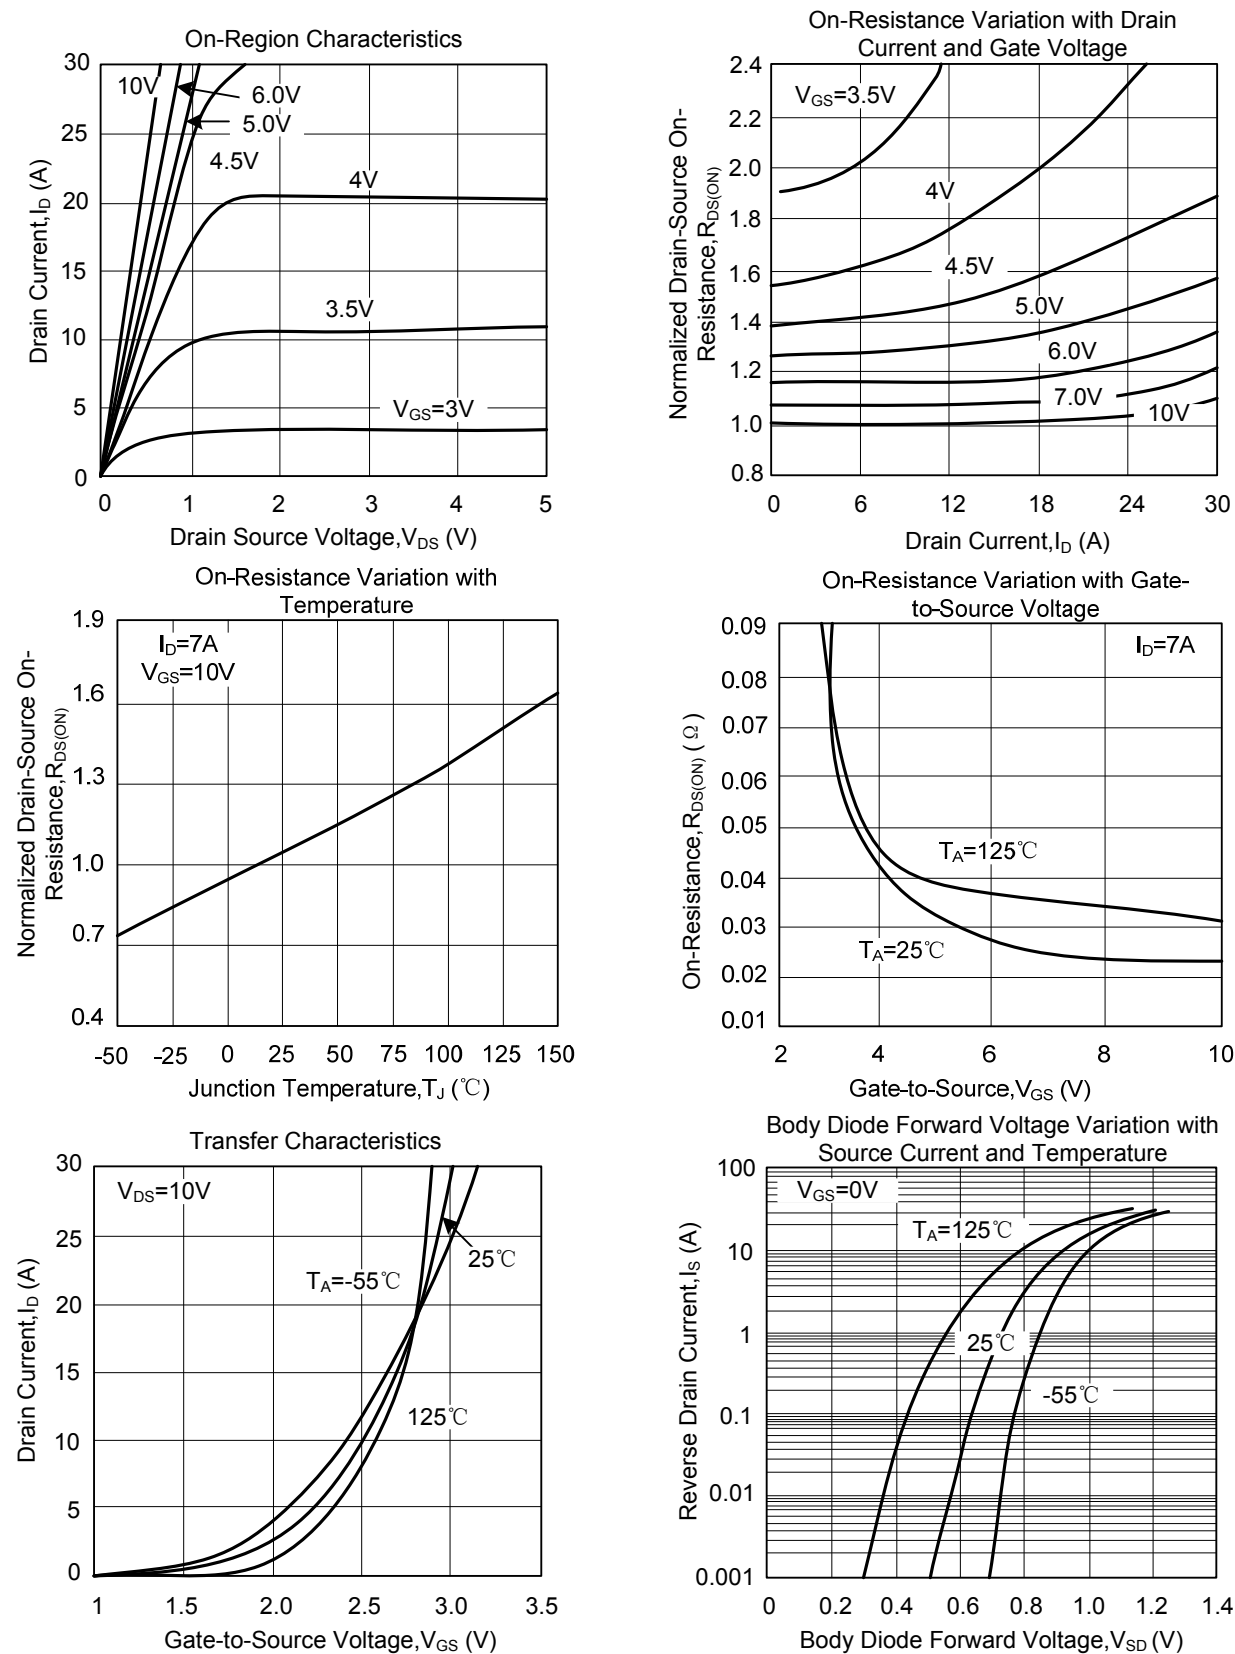 On-Region Characteristics
30
25
20
15
10
5
0
10V
6.0V
5.0V
4.5V
4V
3.5V
VGS=3V
0 1 2 3 4 5
Drain Current,ID (A)
Drain Source Voltage,VDS (V)
On-Resistance Variation with Drain
Current and Gate Voltage
2.4
2.2
2.0
1.8
1.6
1.4
1.2
1.0
0.8
VGS=3.5V
4V
4.5V
5.0V
6.0V
7.0V
10V
0 6 12 18 24 30
Normalized Drain-Source On-
Resistance,RDS(ON)
Drain Current,ID (A)
On-Resistance Variation with
Temperature
1.9
1.6
1.3
1.0
0.7
0.4
ID=7A
VGS=10V
-50 -25 0 25 50 75 100 125 150
Normalized Drain-Source On-
Resistance,RDS(ON)
Junction Temperature,TJ (℃)
On-Resistance Variation with Gate-
to-Source Voltage
0.09
0.08
0.07
0.06
0.05
0.04
0.03
0.02
0.01
ID=7A
TA=125℃
TA=25℃
2 4 6 8 10
On-Resistance,RDS(ON) ( Ω )
Gate-to-Source,VGS (V)
Transfer Characteristics
30
25
20
15
10
5
0
VDS=10V
25℃
TA=-55℃
125℃
1 1.5 2.0 2.5 3.0 3.5
Drain Current,ID (A)
Gate-to-Source Voltage,VGS (V)
Body Diode Forward Voltage Variation with
Source Current and Temperature
100
10
1
0.1
0.01
0.001
VGS=0V
TA=125℃
25℃
-55℃
0 0.2 0.4 0.6 0.8 1.0 1.2 1.4
Reverse Drain Current,IS (A)
Body Diode Forward Voltage,VSD (V)